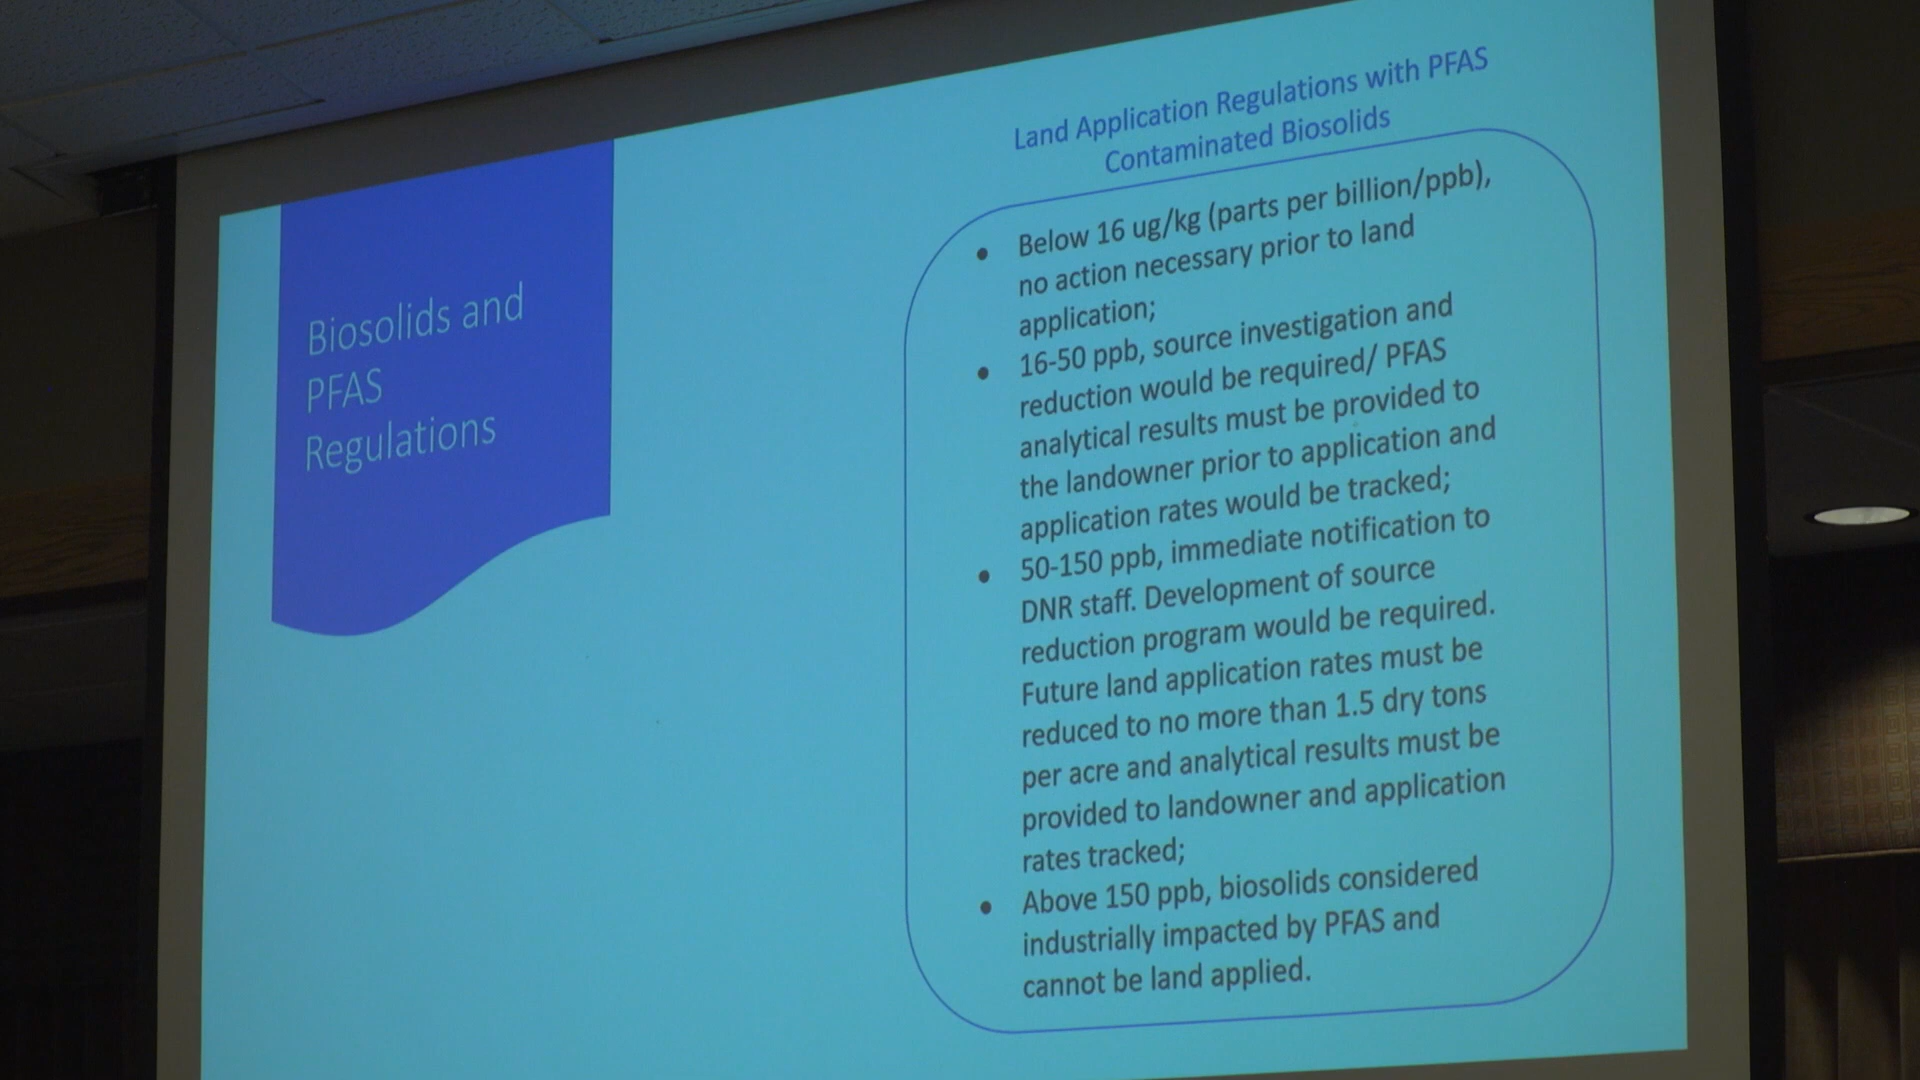 Biosolids and
PFAS
Regulations
Land Application Regulations with PFAS
Contaminated Biosolids
• Below 16 ug/kg (parts per billion/ppb),
no action necessary prior to land
application;
• 16-50 ppb, source investigation and
reduction would be required/ PFAS
analytical results must be provided to
the landowner prior to application and
application rates would be tracked;
• 50-150 ppb, immediate notification to
DNR staff. Development of source
reduction program would be required.
Future land application rates must be
reduced to no more than 1.5 dry tons
per acre and analytical results must be
provided to landowner and application
rates tracked;
• Above 150 ppb, biosolids considered
industrially impacted by PFAS and
cannot be land applied.